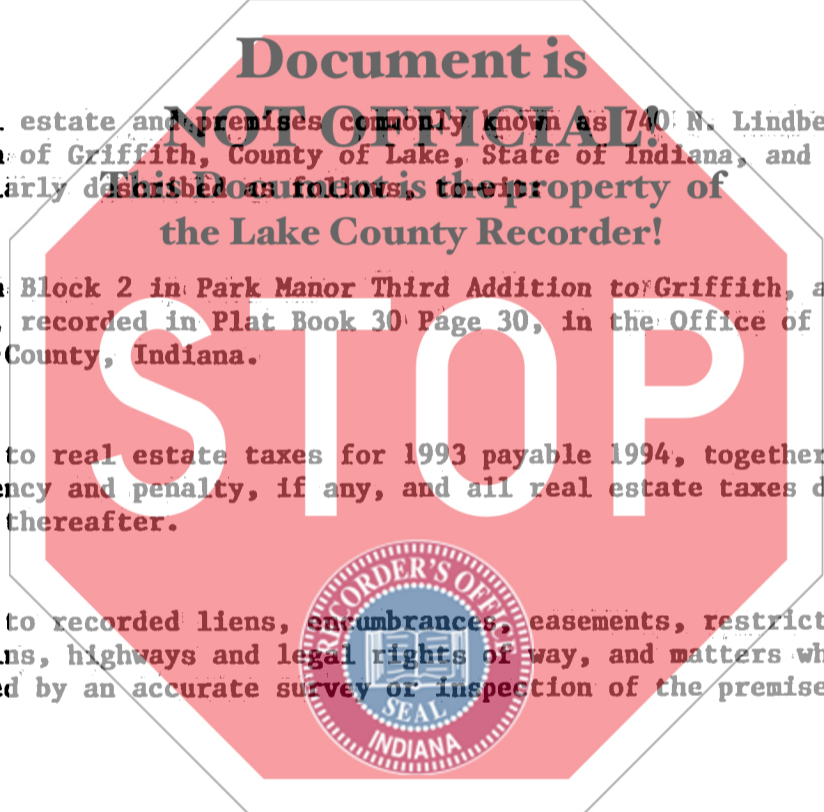 Document is
estate and premises commonly known as 740 N. Lindbe
NOT OFFICIAL!
of Griffith, County of Lake, State of Indiana, and
arly described as follows, to-wit:
This Document is the property of
the Lake County Recorder!
Block 2 in Park Manor Third Addition to Griffith, a
recorded in Plat Book 30 Page 30, in the Office of
County, Indiana.
STOP
to real estate taxes for 1993 payable 1994, together
ncy and penalty, if any, and all real estate taxes d
thereafter.
RECORDER'S OFFICE
to recorded liens, encumbrances, easements, restrict
ns, highways and legal rights of way, and matters wh
ed by an accurate survey or inspection of the premise
SEAL
INDIANA